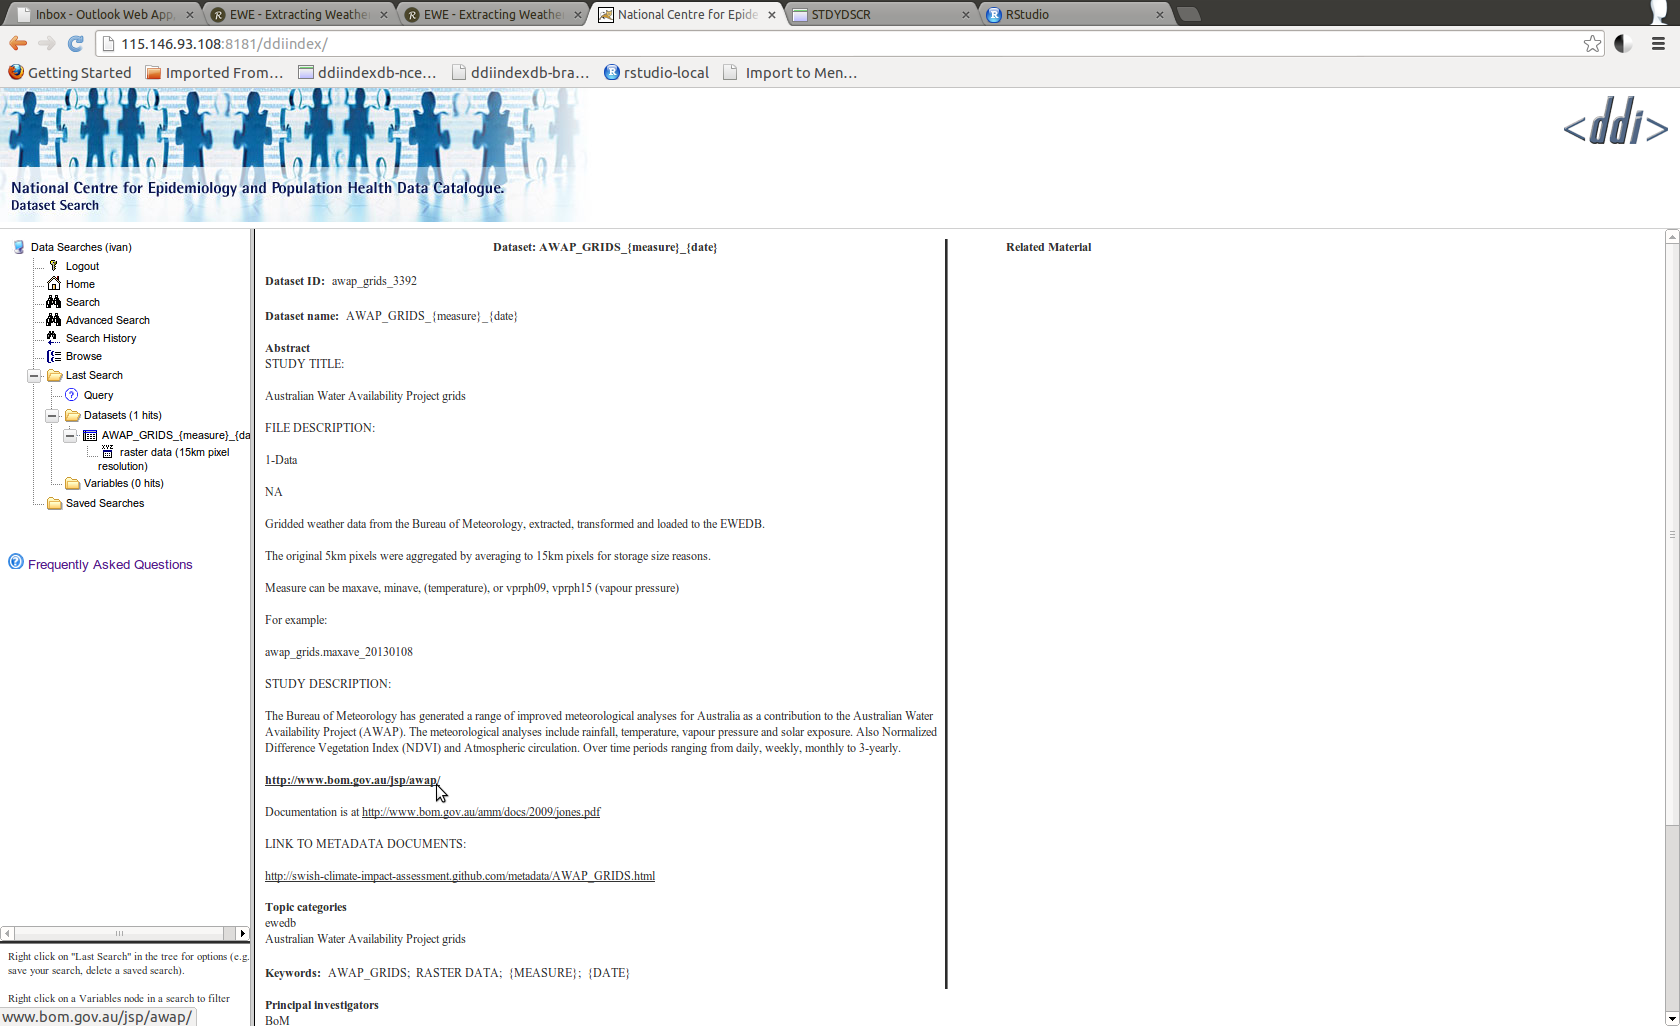 Inbox - Outlook Web App,
EWE - Extracting Weathe
EWE - Extracting Weathe
National Centre for Epide
STDYDSCR
RStudio
115.146.93.108:8181/ddiindex/
Getting Started
Imported From...
ddiindexdb-nce...
ddiindexdb-bra...
rstudio-local
Import to Men...
<ddi>
National Centre for Epidemiology and Population Health Data Catalogue.
Dataset Search
Data Searches (ivan)
Logout
Home
Search
Advanced Search
Search History
Browse
Last Search
Query
Datasets (1 hits)
AWAP_GRIDS_{measure}_{da
raster data (15km pixel
resolution)
Variables (0 hits)
Saved Searches
Frequently Asked Questions
Right click on "Last Search" in the tree for options (e.g.
save your search, delete a saved search).
Right click on a Variables node in a search to filter
www.bom.gov.au/jsp/awap/
Dataset: AWAP_GRIDS_{measure}_{date}
Dataset ID: awap_grids_3392
Dataset name: AWAP_GRIDS_{measure}_{date}
Abstract
STUDY TITLE:
Australian Water Availability Project grids
FILE DESCRIPTION:
1-Data
NA
Gridded weather data from the Bureau of Meteorology, extracted, transformed and loaded to the EWEDB.
The original 5km pixels were aggregated by averaging to 15km pixels for storage size reasons.
Measure can be maxave, minave, (temperature), or vprph09, vprph15 (vapour pressure)
For example:
awap_grids.maxave_20130108
STUDY DESCRIPTION:
The Bureau of Meteorology has generated a range of improved meteorological analyses for Australia as a contribution to the Australian Water
Availability Project (AWAP). The meteorological analyses include rainfall, temperature, vapour pressure and solar exposure. Also Normalized
Difference Vegetation Index (NDVI) and Atmospheric circulation. Over time periods ranging from daily, weekly, monthly to 3-yearly.
http://www.bom.gov.au/jsp/awap/
Documentation is at http://www.bom.gov.au/amm/docs/2009/jones.pdf
LINK TO METADATA DOCUMENTS:
http://swish-climate-impact-assessment.github.com/metadata/AWAP_GRIDS.html
Topic categories
ewedb
Australian Water Availability Project grids
Keywords: AWAP_GRIDS; RASTER DATA; {MEASURE}; {DATE}
Principal investigators
BoM
Related Material